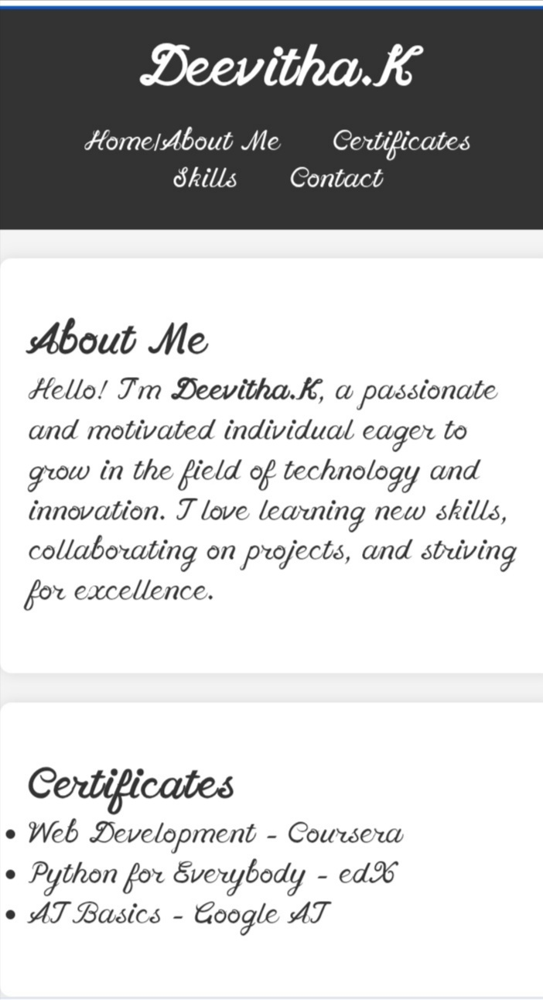 Deevitha.K
Home/About Me Certificates
Skills Contact
About Me
Hello! I'm Deevitha.K, a passionate
and motivated individual eager to
grow in the field of technology and
innovation. I love learning new skills,
collaborating on projects, and striving
for excellence.
Certificates
Web Development - Coursera
Python for Everybody - edX
AI Basics - Google AI